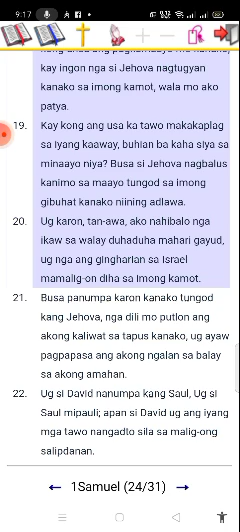 9:17
kay ingon nga si Jehova nagtugyan
kanako sa imong kamot, wala mo ako
patya.
19. Kay kong ang usa ka tawo makakaplag
sa iyang kaaway, buhian ba kaha siya sa
minaayo niya? Busa si Jehova nagbalus
kanimo sa maayo tungod sa imong
gibuhat kanako niining adlawa.
20. Ug karon, tan-awa, ako nahibalo nga
ikaw sa walay duhaduha mahari gayud,
ug nga ang gingharian sa Israel
mamalig-on diha sa imong kamot.
21. Busa panumpa karon kanako tungod
kang Jehova, nga dili mo putlon ang
akong kaliwat sa tapus kanako, ug ayaw
pagpapasa ang akong ngalan sa balay
sa akong amahan.
22. Ug si David nanumpa kang Saul, Ug si
Saul mipauli; apan si David ug ang iyang
mga tawo nangadto sila sa malig-ong
salipdanan.
1Samuel (24/31)